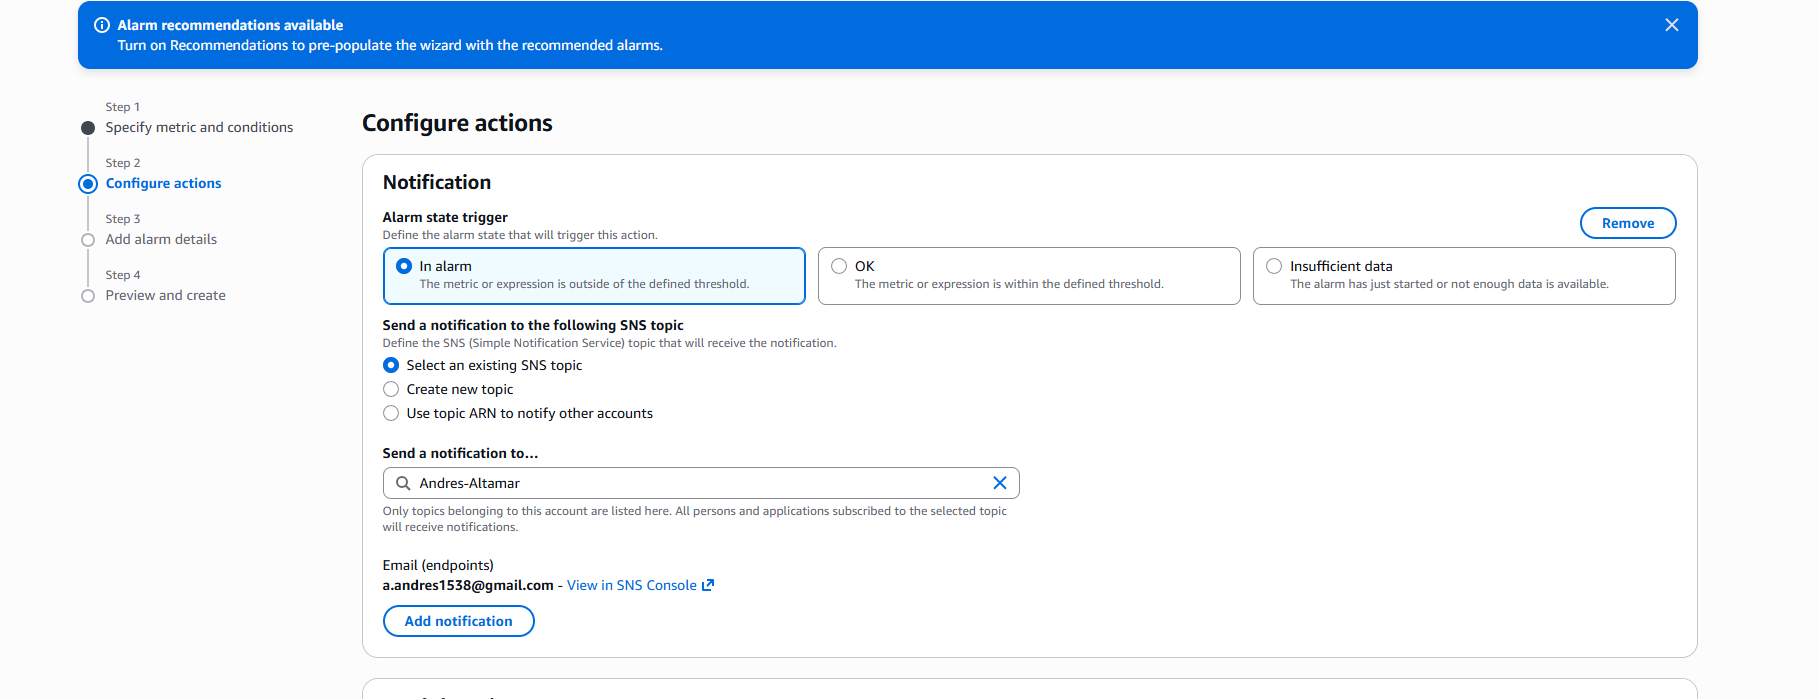 Alarm recommendations available
Turn on Recommendations to pre-populate the wizard with the recommended alarms.
Step 1
Specify metric and conditions
Step 2
Configure actions
Step 3
Add alarm details
Step 4
Preview and create
Configure actions
Notification
Alarm state trigger
Define the alarm state that will trigger this action.
Remove
In alarm
The metric or expression is outside of the defined threshold.
OK
The metric or expression is within the defined threshold.
Insufficient data
The alarm has just started or not enough data is available.
Send a notification to the following SNS topic
Define the SNS (Simple Notification Service) topic that will receive the notification.
Select an existing SNS topic
Create new topic
Use topic ARN to notify other accounts
Send a notification to...
Andres-Altamar
Only topics belonging to this account are listed here. All persons and applications subscribed to the selected topic
will receive notifications.
Email (endpoints)
a.andres1538@gmail.com - View in SNS Console
Add notification